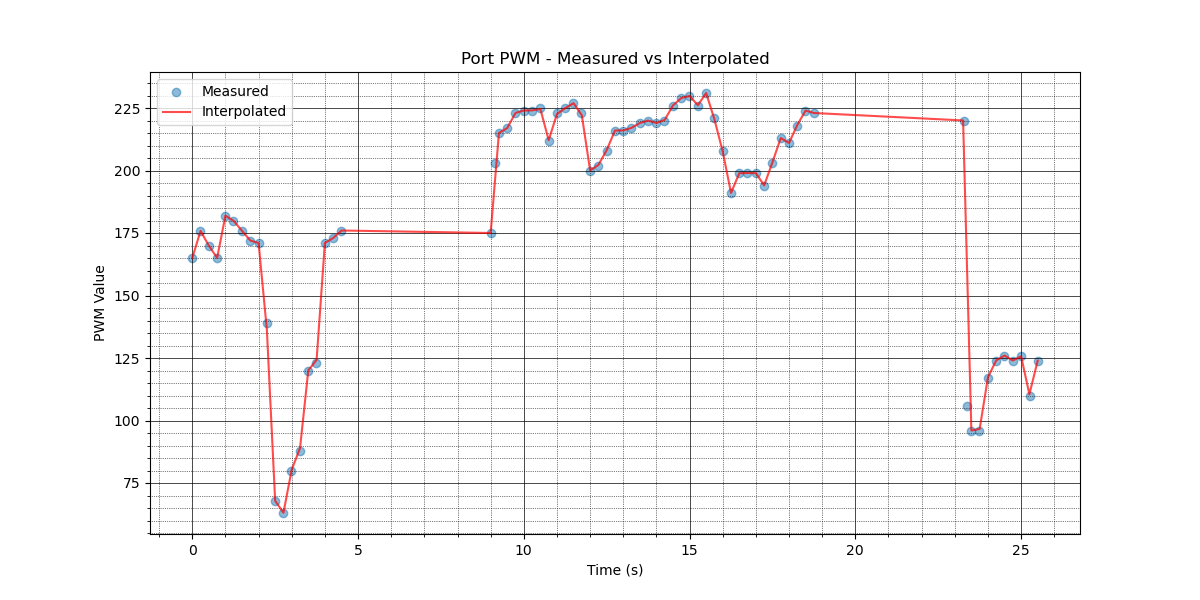 Port PWM - Measured vs Interpolated
Measured
Interpolated
PWM Value
225
200
175
150
125
100
75
0 5 10 15 20 25
Time (s)